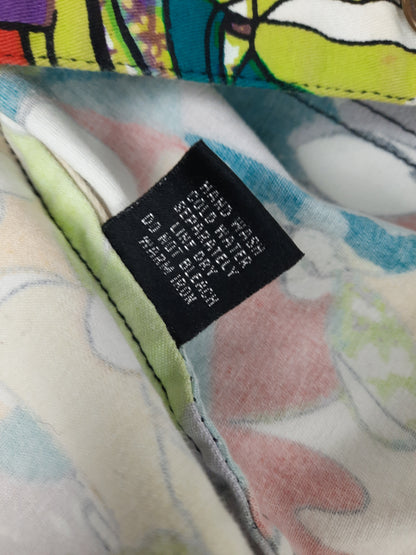 HAND WASH
COLD WATER
SEPARATELY
LINE DRY
DO NOT BLEACH
WARM IRON